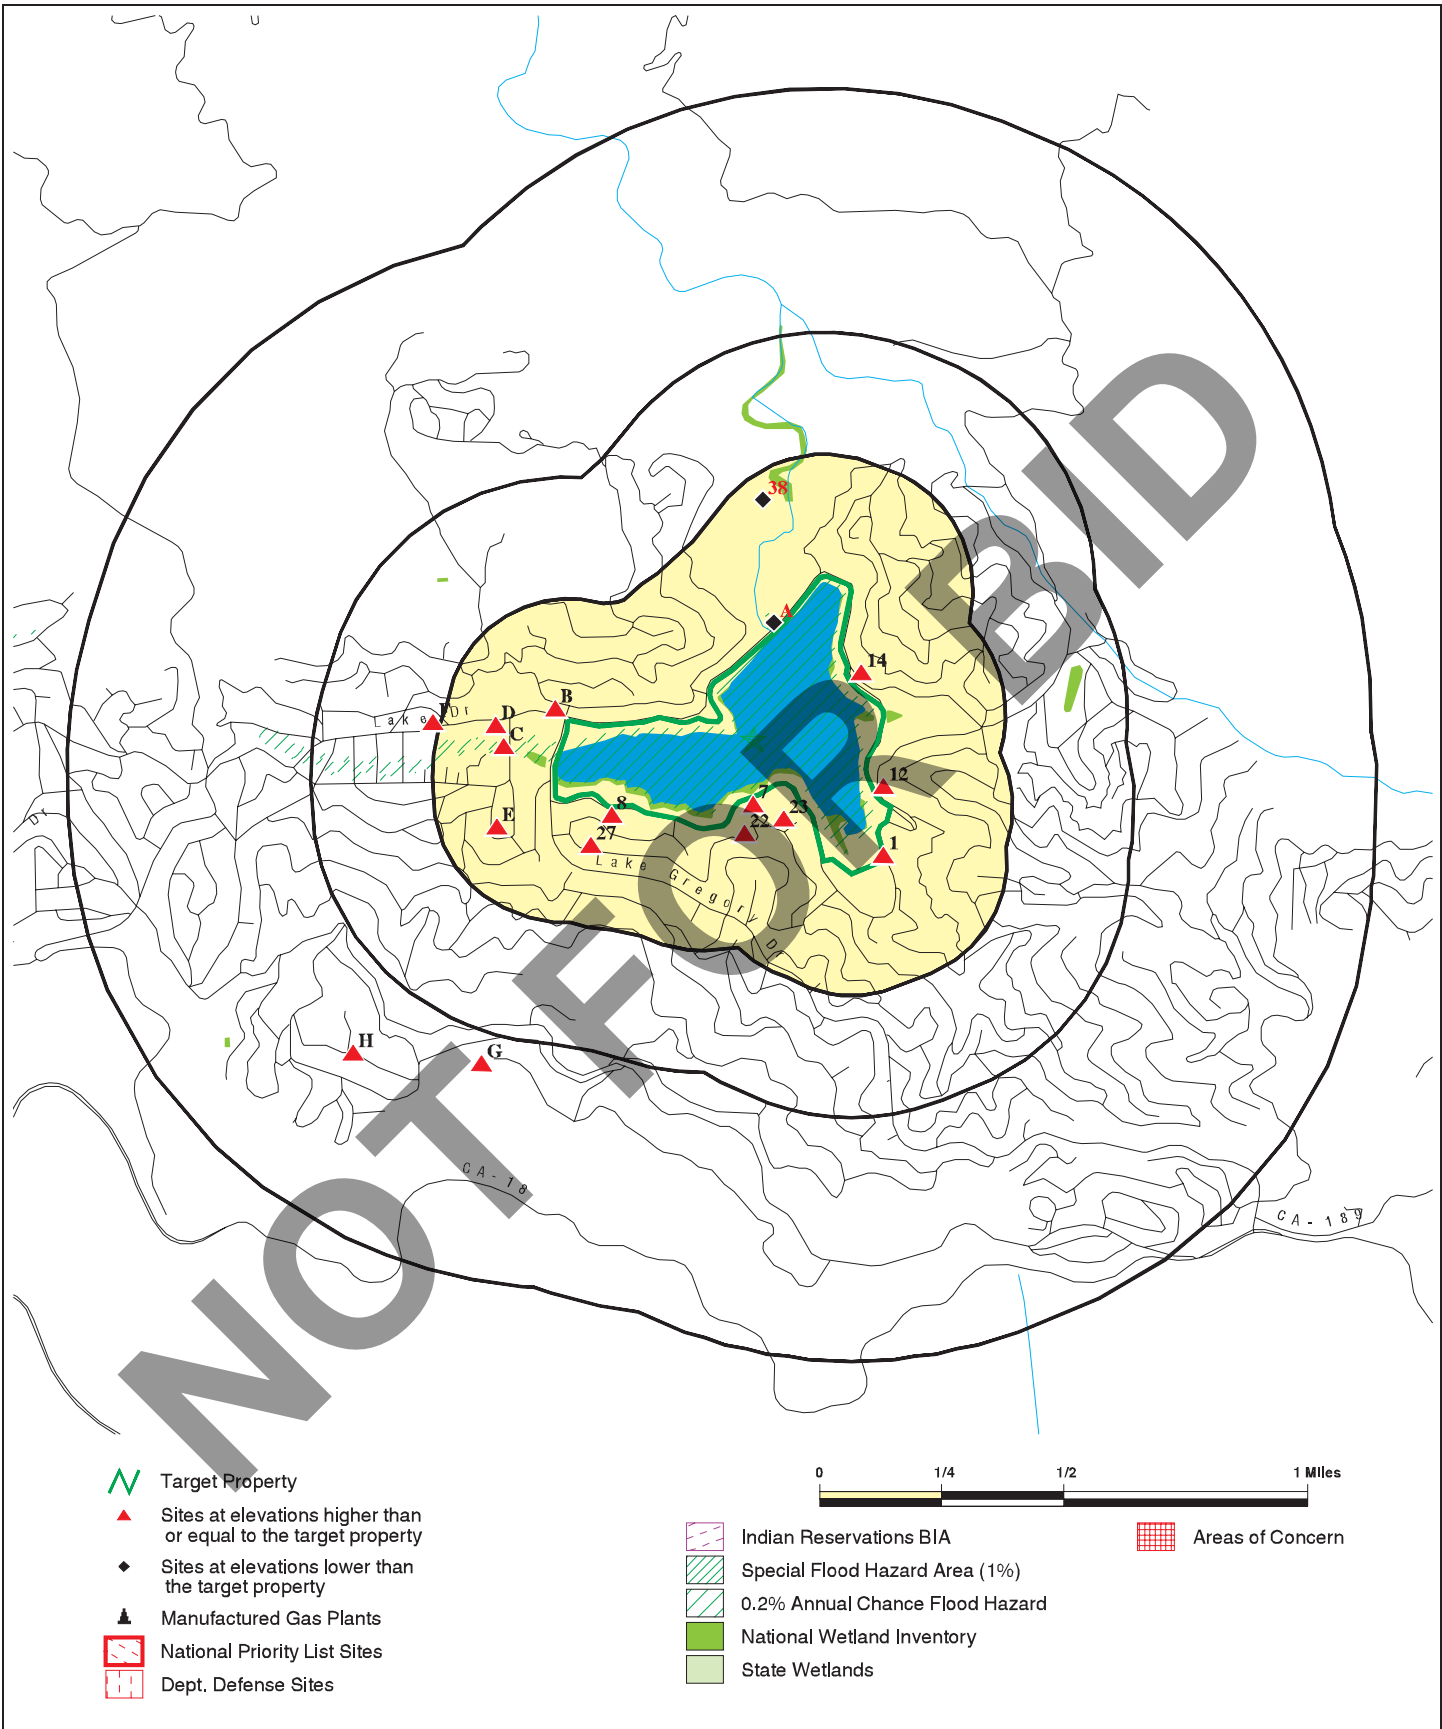 38
A
14
B
Lake Dr
D
C
12
7
8
23
E
22
27
1
Lake Gregory Dr
Dr
H
G
CA-18
CA-189
NOT FOR BID
Target Property
Sites at elevations higher than
or equal to the target property
Sites at elevations lower than
the target property
Manufactured Gas Plants
National Priority List Sites
Dept. Defense Sites
0 1/4 1/2 1 Miles
Indian Reservations BIA
Special Flood Hazard Area (1%)
0.2% Annual Chance Flood Hazard
National Wetland Inventory
State Wetlands
Areas of Concern